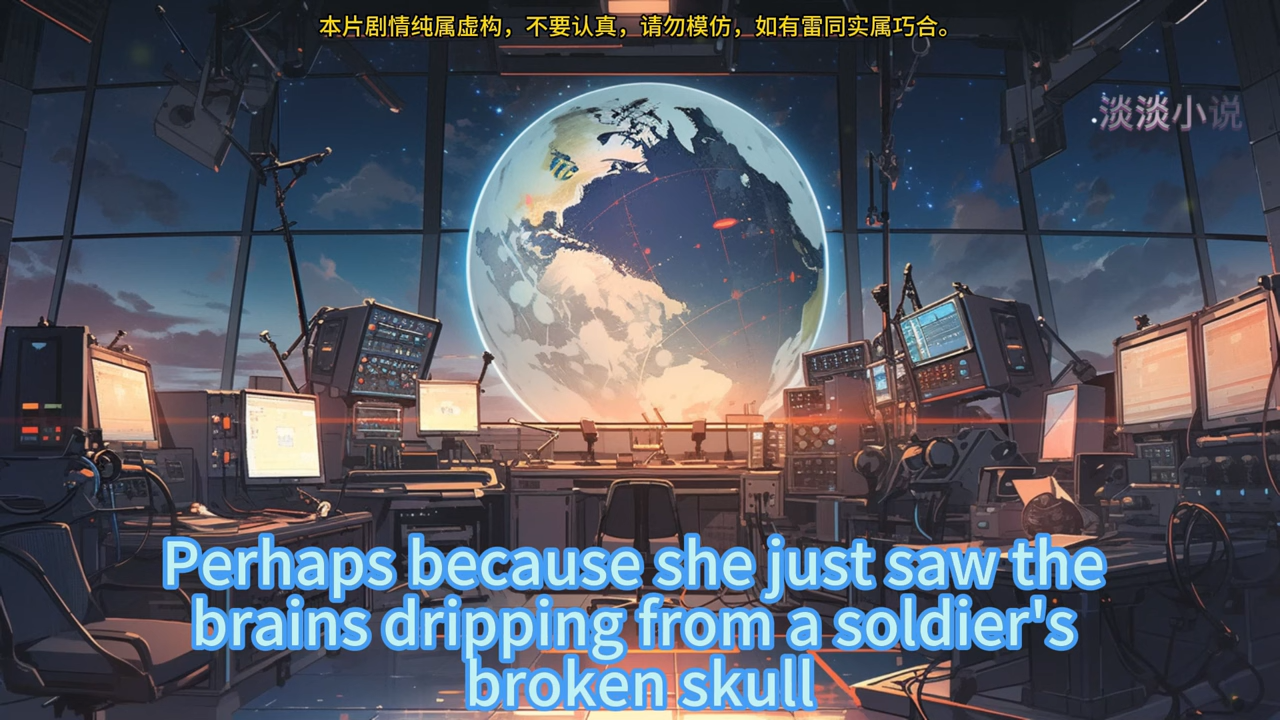 本片剧情纯属虚构，不要认真，请勿模仿，如有雷同实属巧合。
淡淡小说
Perhaps because she just saw the
brains dripping from a soldier's
broken skull